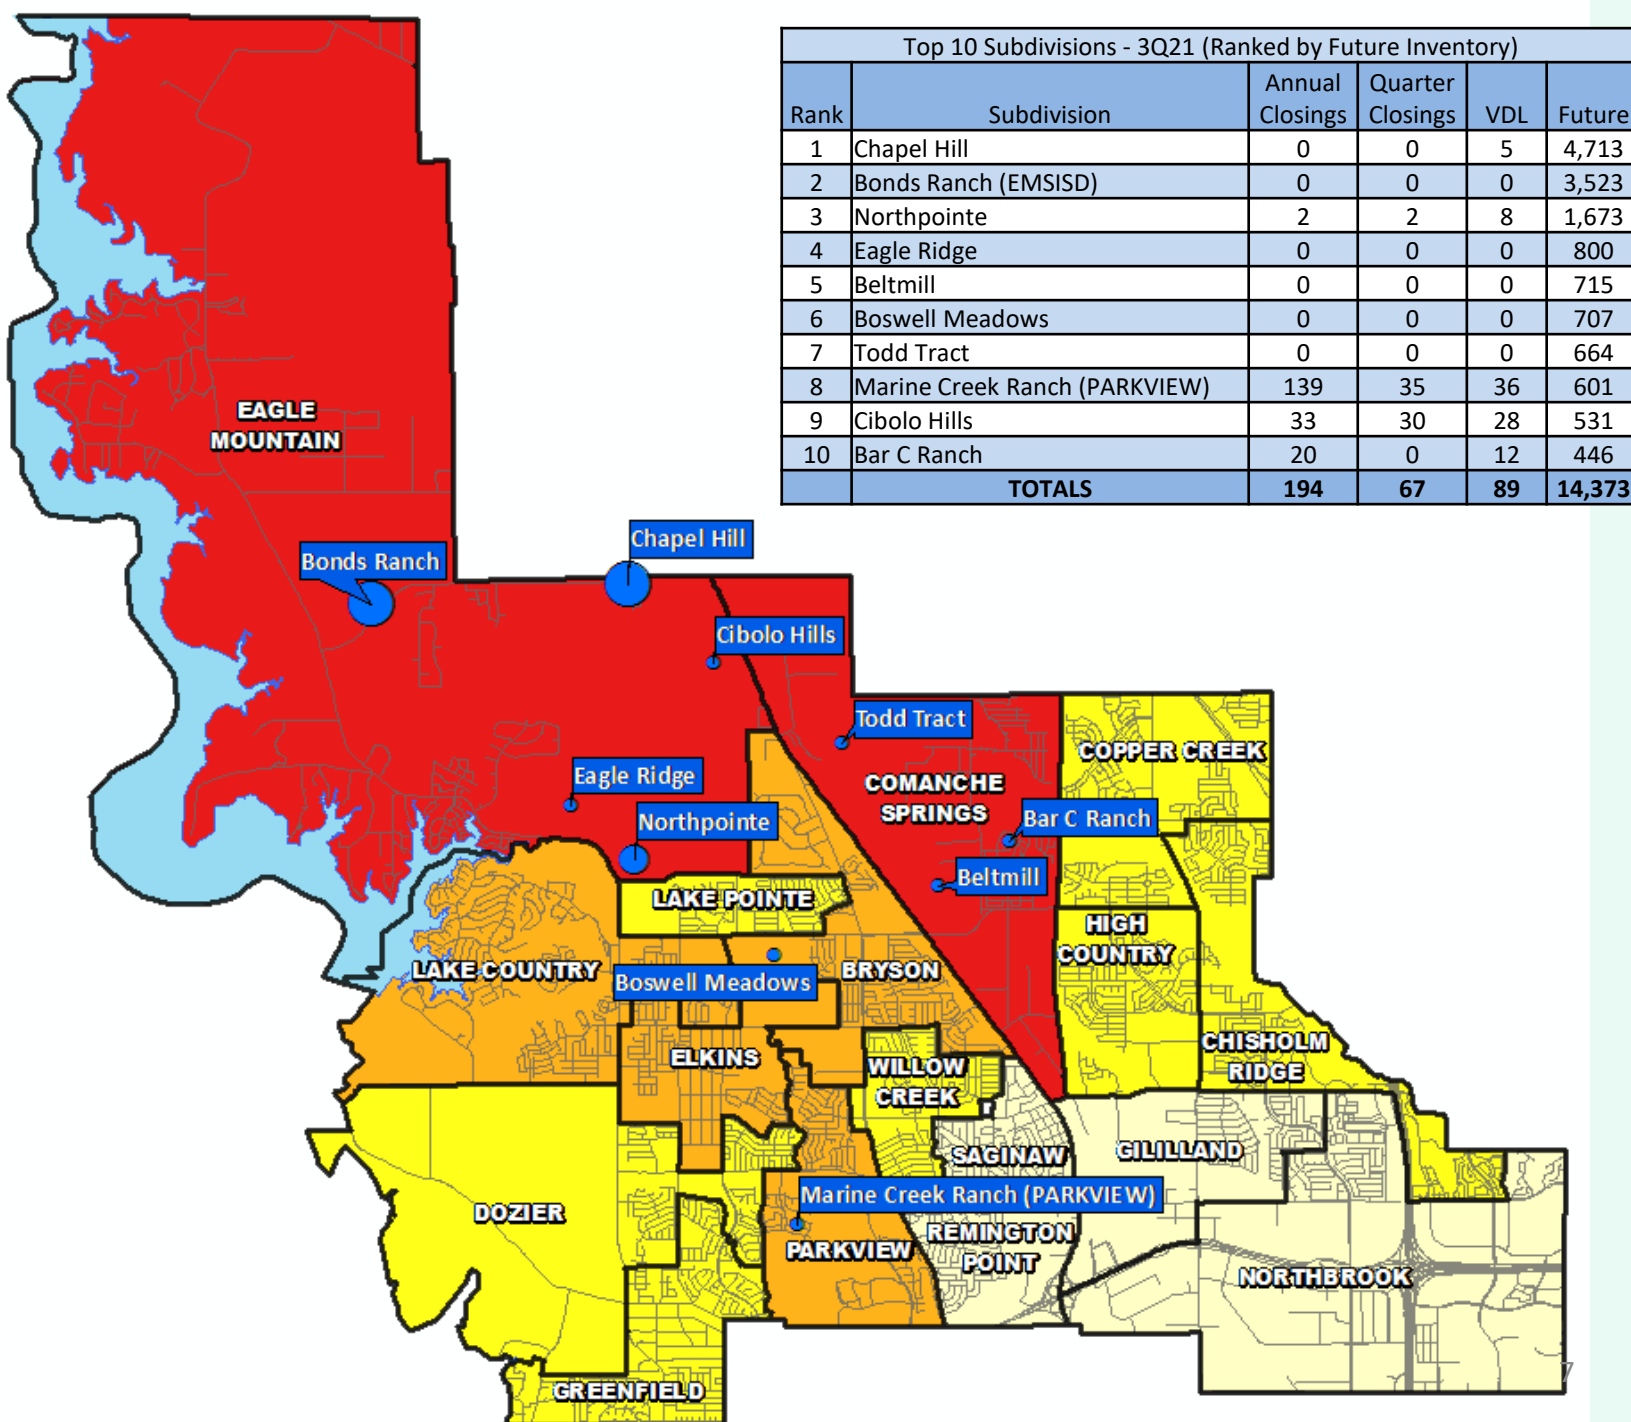 Top 10 Subdivisions - 3Q21 (Ranked by Future Inventory)
Rank Subdivision Annual Closings Quarter Closings VDL Future
1 Chapel Hill 0 0 5 4,713
2 Bonds Ranch (EMSISD) 0 0 0 3,523
3 Northpointe 2 2 8 1,673
4 Eagle Ridge 0 0 0 800
5 Beltmill 0 0 0 715
6 Boswell Meadows 0 0 0 707
7 Todd Tract 0 0 0 664
8 Marine Creek Ranch (PARKVIEW) 139 35 36 601
9 Cibolo Hills 33 30 28 531
10 Bar C Ranch 20 0 12 446
TOTALS 194 67 89 14,373
EAGLE
MOUNTAIN
Chapel Hill
Bonds Ranch
Cibolo Hills
Todd Tract
COPPER CREEK
Eagle Ridge
COMANCHE
SPRINGS
Northpointe
Bar C Ranch
Beltmill
LAKE POINTE
HIGH
COUNTRY
LAKE COUNTRY
BRYSON
Boswell Meadows
CHISHOLM
RIDGE
ELKINS
WILLOW
CREEK
SAGINAW
GILILLAND
Marine Creek Ranch (PARKVIEW)
DOZIER
PARKVIEW
REMINGTON
POINT
NORTHBROOK
GREENFIELD
7